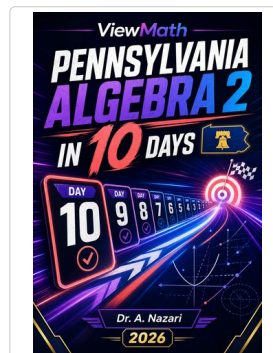 ViewMath
PENNSYLVANIA
ALGEBRA 2
IN 10 DAYS
DAY
10
DAY
9
DAY
8
7
6
5
4
Dr. A. Nazari
2026